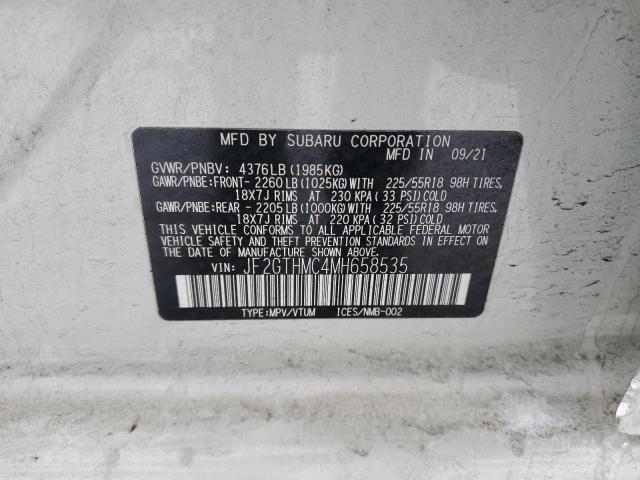 MFD BY SUBARU CORPORATION
MFD IN 09/21
GVWR/PNBV: 4376LB (1985KG)
GAWR/PNBE:FRONT- 2260LB (1025KG)WITH 225/55R18 98H TIRES,
18X7J RIMS AT 230 KPA (33 PSI)COLD
GAWR/PNBE:REAR - 2205LB (1000KG)WITH 225/55R18 98H TIRES,
18X7J RIMS AT 220 KPA (32 PSI)COLD
THIS VEHICLE CONFORMS TO ALL APPLICABLE FEDERAL MOTOR
VEHICLE SAFETY AND THEFT PREVENTION STANDARDS IN EFFECT
ON THE DATE OF MANUFACTURE SHOWN ABOVE.
VIN: JF2GTHMC4MH658535
TYPE:MPV/VTUM ICES/NMB-002